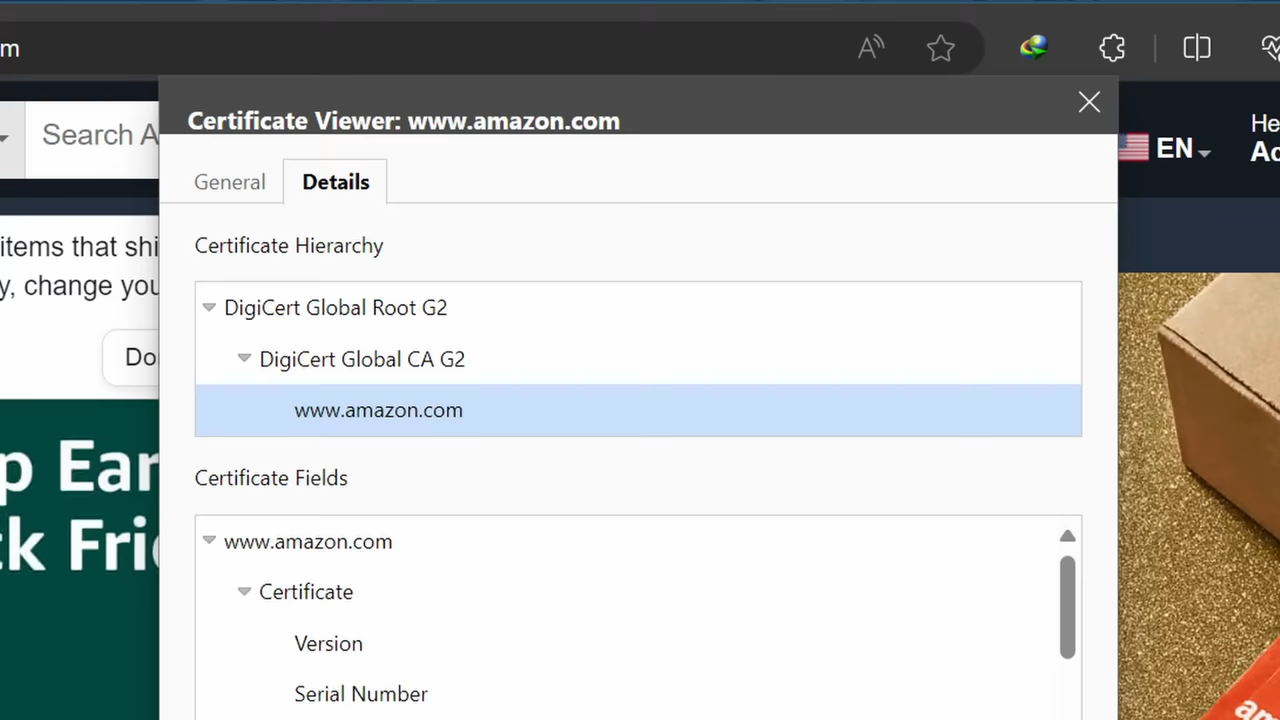 m
Certificate Viewer: www.amazon.com
Search A
EN
He
Ac
General
Details
items that shi
y, change you
Certificate Hierarchy
DigiCert Global Root G2
Do
DigiCert Global CA G2
www.amazon.com
p Ear
ck Fri
Certificate Fields
www.amazon.com
Certificate
Version
Serial Number
am